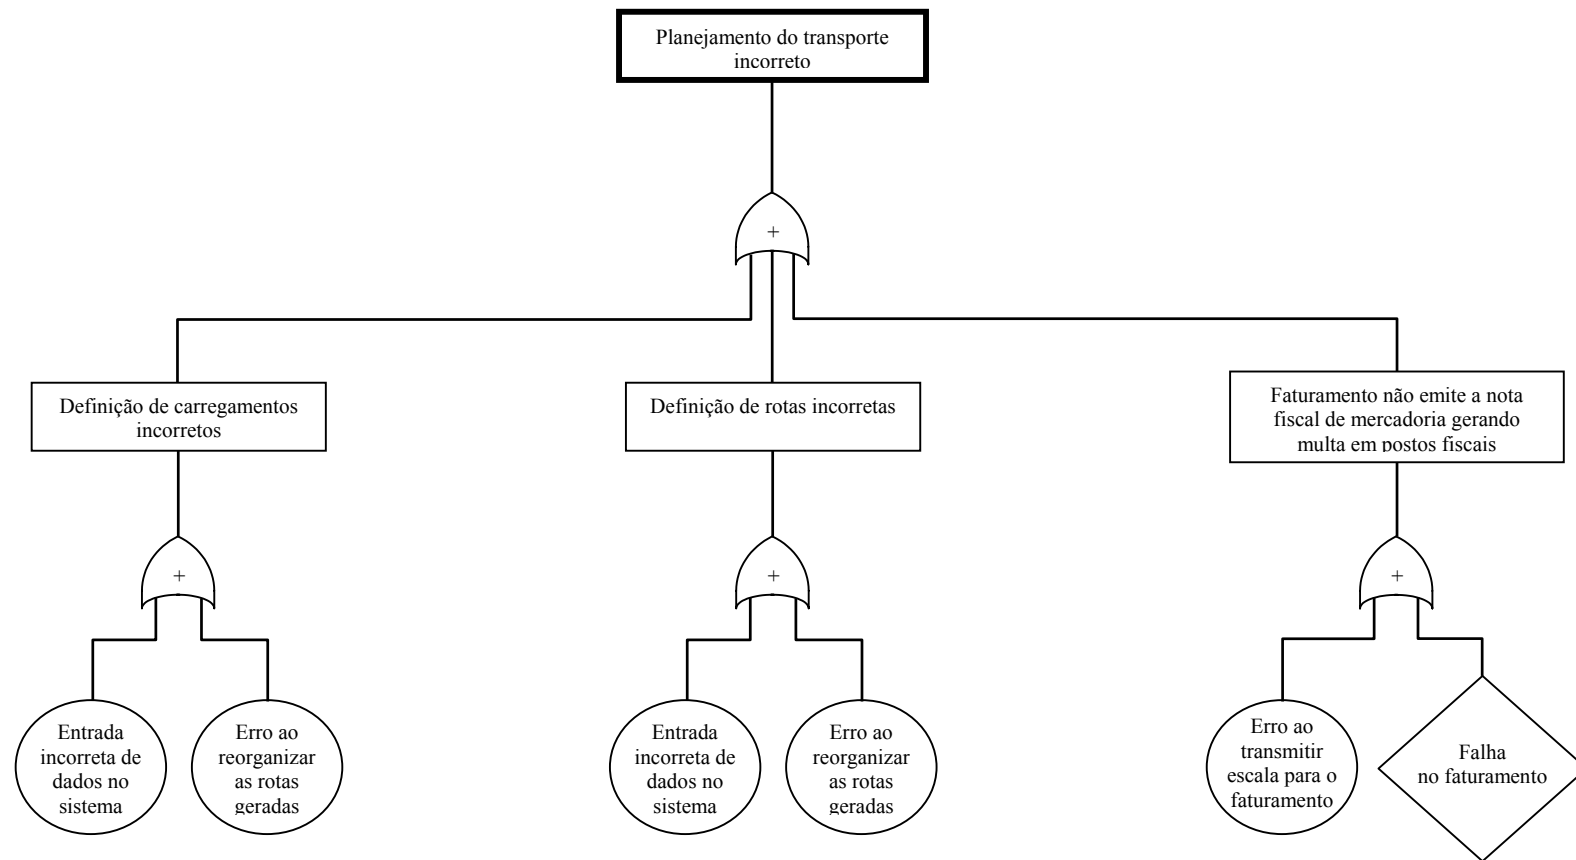 Planejamento do transporte
incorreto
+
Definição de carregamentos
incorretos
Definição de rotas incorretas
Faturamento não emite a nota
fiscal de mercadoria gerando
multa em postos fiscais
+
+
+
Entrada
incorreta de
dados no
sistema
Erro ao
reorganizar
as rotas
geradas
Entrada
incorreta de
dados no
sistema
Erro ao
reorganizar
as rotas
geradas
Erro ao
transmitir
escala para o
faturamento
Falha
no faturamento